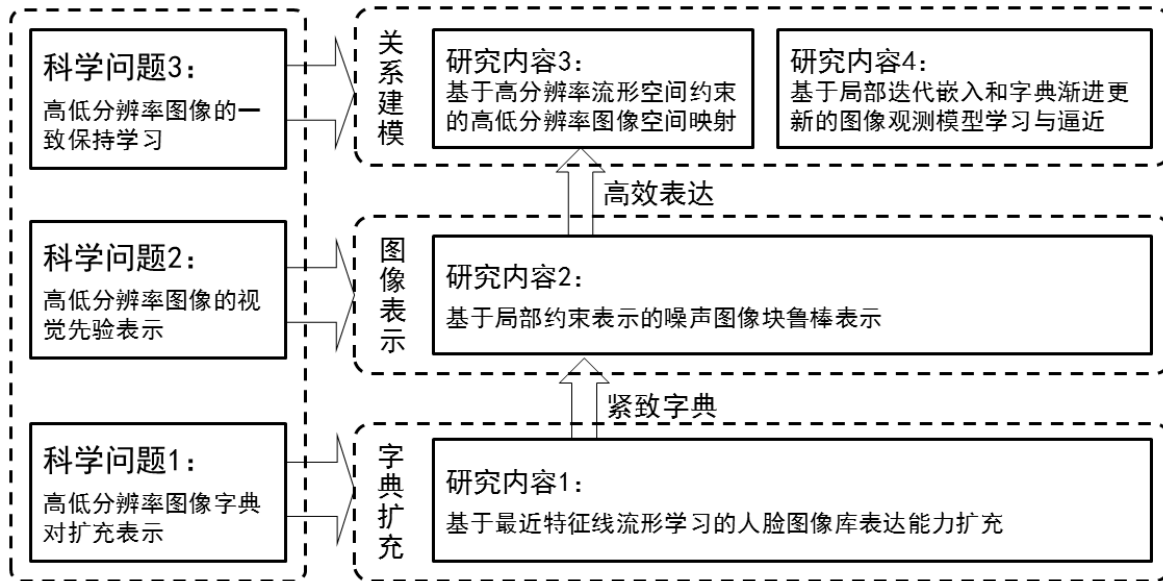 科学问题3：
高低分辨率图像的一
致保持学习
关系建模
研究内容3：
基于高分辨率流形空间约束
的高低分辨率图像空间映射
研究内容4：
基于局部迭代嵌入和字典渐进更
新的图像观测模型学习与逼近
高效表达
科学问题2：
高低分辨率图像的视
觉先验表示
图像表示
研究内容2：
基于局部约束表示的噪声图像块鲁棒表示
紧致字典
科学问题1：
高低分辨率图像字典
对扩充表示
字典扩充
研究内容1：
基于最近特征线流形学习的人脸图像库表达能力扩充